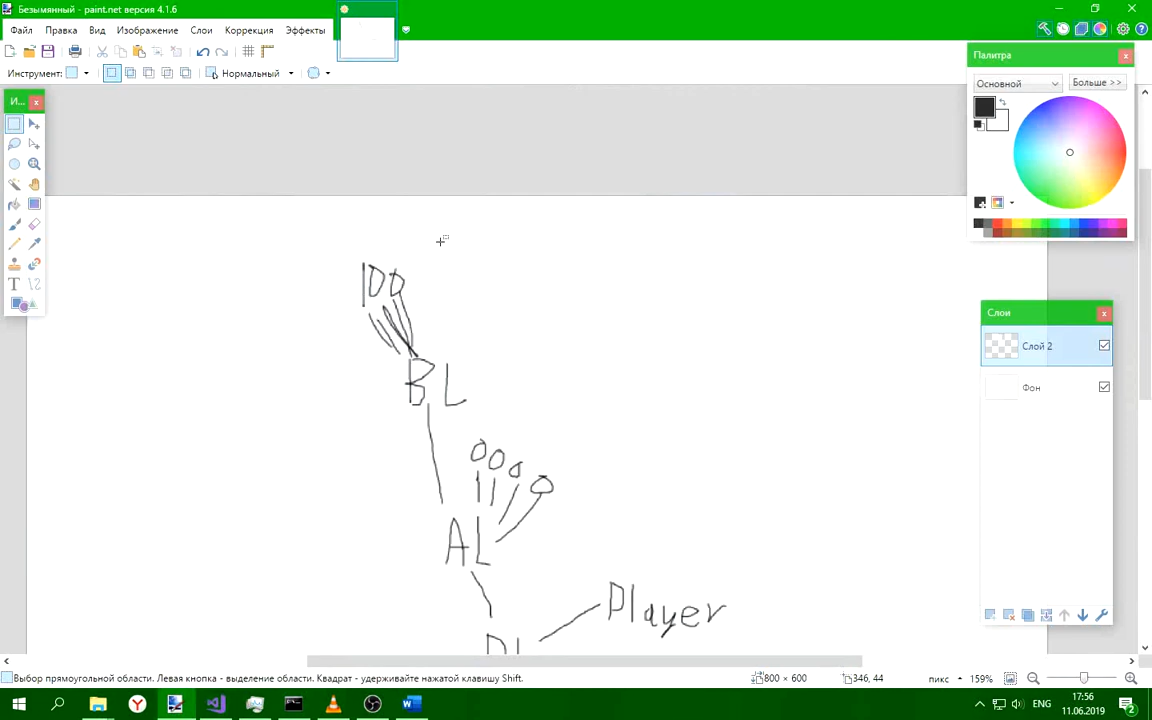 Безымянный - paint.net версия 4.1.6
Файл Правка Вид Изображение Слои Коррекция Эффекты
Инструмент: Нормальный
И...
Палитра
Основной Больше >>
100
BL
0000
AL
Player
Слои
Слой 2
Фон
Выбор прямоугольной области. Левая кнопка - выделение области. Квадрат - удерживайте нажатой клавишу Shift. 800 × 600 346, 44 пикс 159%
ENG 17:56
11.06.2019
2